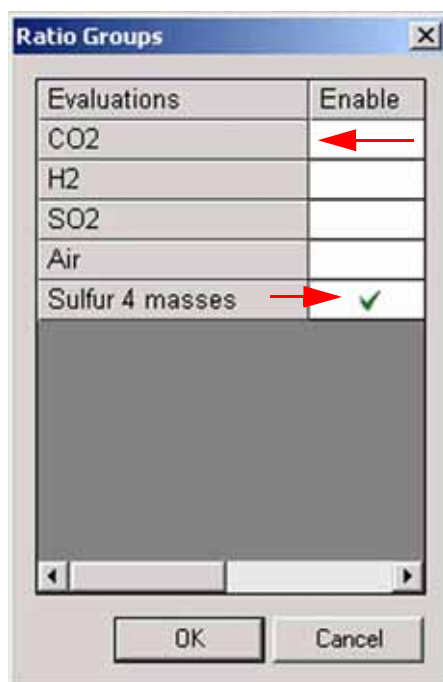 Ratio Groups
Evaluations Enable
CO2
H2
SO2
Air
Sulfur 4 masses
OK Cancel